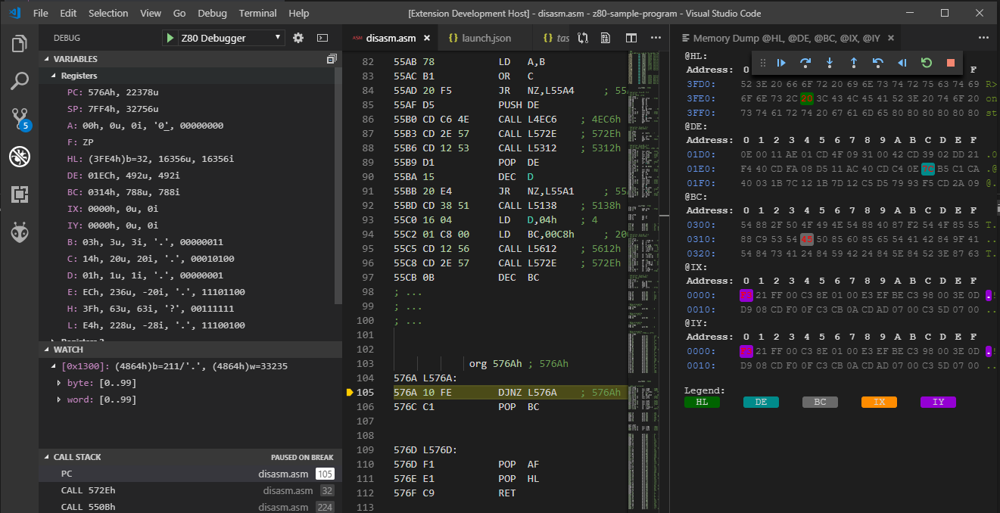 File Edit Selection View Go Debug Terminal Help [Extension Development Host] - disasm.asm - z80-sample-program - Visual Studio Code
DEBUG Z80 Debugger
5
VARIABLES
Registers
PC: 576Ah, 22378u
SP: 7FF4h, 32756u
A: 00h, 0u, 0i, '0̲', 00000000
F: ZP
HL: (3FE4h)b=32, 16356u, 16356i
DE: 01ECh, 492u, 492i
BC: 0314h, 788u, 788i
IX: 0000h, 0u, 0i
IY: 0000h, 0u, 0i
B: 03h, 3u, 3i, '.', 00000011
C: 14h, 20u, 20i, '.', 00010100
D: 01h, 1u, 1i, '.', 00000001
E: ECh, 236u, -20i, '.', 11101100
H: 3Fh, 63u, 63i, '?', 00111111
L: E4h, 228u, -28i, '.', 11100100
WATCH
[0x1300]: (4864h)b=211/'.', (4864h)w=33235
byte: [0..99]
word: [0..99]
CALL STACK PAUSED ON BREAK
PC disasm.asm 105
CALL 572Eh disasm.asm 32
CALL 550Bh disasm.asm 224
ASM disasm.asm {} launch.json {} tas
82 55AB 78 LD A,B
83 55AC B1 OR C
84 55AD 20 F5 JR NZ,L55A4 ; 55
85 55AF D5 PUSH DE
86 55B0 CD C6 4E CALL L4EC6 ; 4EC6h
87 55B3 CD 2E 57 CALL L572E ; 572Eh
88 55B6 CD 12 53 CALL L5312 ; 5312h
89 55B9 D1 POP DE
90 55BA 15 DEC D
91 55BB 20 E4 JR NZ,L55A1 ; 55
92 55BD CD 38 51 CALL L5138 ; 5138h
93 55C0 16 04 LD D,04h ; 4
94 55C2 01 C8 00 LD BC,00C8h ; 20
95 55C5 CD 12 56 CALL L5612 ; 5612h
96 55C8 CD 2E 57 CALL L572E ; 572Eh
97 55CB 0B DEC BC
98 ; ...
99 ; ...
100 ; ...
101
102
103 org 576Ah ; 576Ah
104 576A L576A:
105 576A 10 FE DJNZ L576A ; 576Ah
106 576C C1 POP BC
107
108
109 576D L576D:
110 576D F1 POP AF
111 576E E1 POP HL
112 576F C9 RET
113
Memory Dump @HL, @DE, @BC, @IX, @IY
@HL:
Address: 0 F
3FD0: 52 3E 20 66 6F 72 20 69 6E 73 74 72 75 63 74 69 R>
3FE0: 6F 6E 73 2C 20 3C 43 4C 45 41 52 3E 20 74 6F 20 on
3FF0: 73 74 61 72 74 20 67 61 6D 65 80 80 80 80 80 80 st
@DE:
Address: 0 1 2 3 4 5 6 7 8 9 A B C D E F
01D0: 0E 00 11 AE 01 CD 4F 09 31 00 42 CD 39 02 DD 21 ..
01E0: F4 40 CD FA 08 D5 11 AC 40 CD C4 0E 7C B5 C1 CA .@
01F0: 40 03 1B 7C 12 1B 7D 12 C5 D5 79 93 F5 CD 2A 09 @.
@BC:
Address: 0 1 2 3 4 5 6 7 8 9 A B C D E F
0300: 54 88 2F 50 4F 49 4E 54 88 40 87 F2 54 4F 85 55 T.
0310: 88 C9 53 54 45 50 85 60 85 65 54 41 42 84 9F 41 ..
0320: 54 84 73 41 24 84 59 42 24 84 5E 84 52 3E 87 63 T.
@IX:
Address: 0 1 2 3 4 5 6 7 8 9 A B C D E F
0000: 21 FF 00 C3 8E 01 00 E3 EF BE C3 98 00 3E 0D .!
0010: D9 08 CD F0 0F C3 CB 0A CD AD 07 00 C3 5D 07 00 ..
@IY:
Address: 0 1 2 3 4 5 6 7 8 9 A B C D E F
0000: 21 FF 00 C3 8E 01 00 E3 EF BE C3 98 00 3E 0D .!
0010: D9 08 CD F0 0F C3 CB 0A CD AD 07 00 C3 5D 07 00 ..
Legend:
HL DE BC IX IY